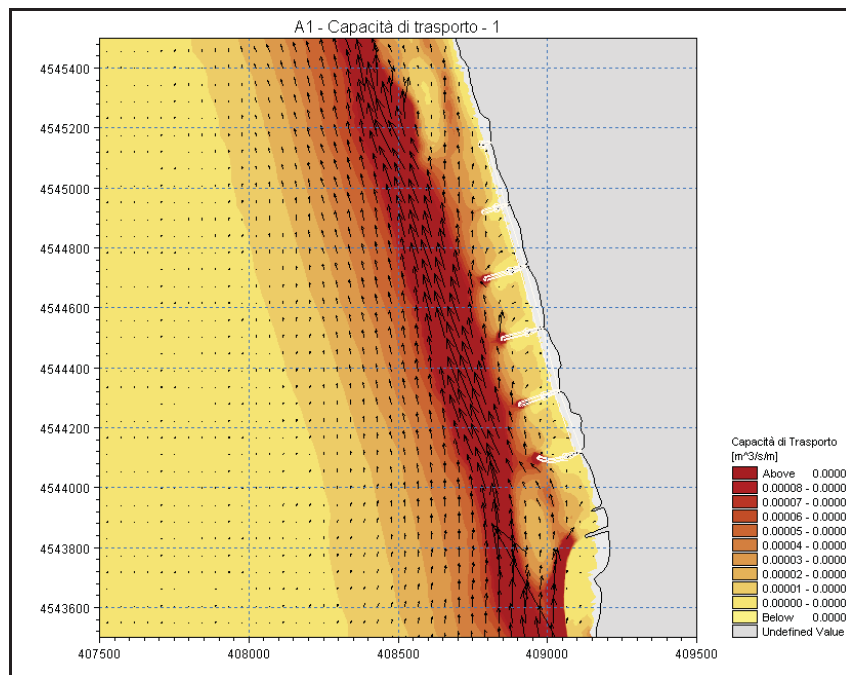 A1 - Capacità di trasporto - 1
4545400
4545200
4545000
4544800
4544600
4544400
4544200
4544000
4543800
4543600
407500 408000 408500 409000 409500
Capacità di Trasporto
[m^3/s/m]
Above 0.0000
0.00008 - 0.0000
0.00007 - 0.0000
0.00006 - 0.0000
0.00005 - 0.0000
0.00004 - 0.0000
0.00003 - 0.0000
0.00002 - 0.0000
0.00001 - 0.0000
0.00000 - 0.0000
Below 0.0000
Undefined Value